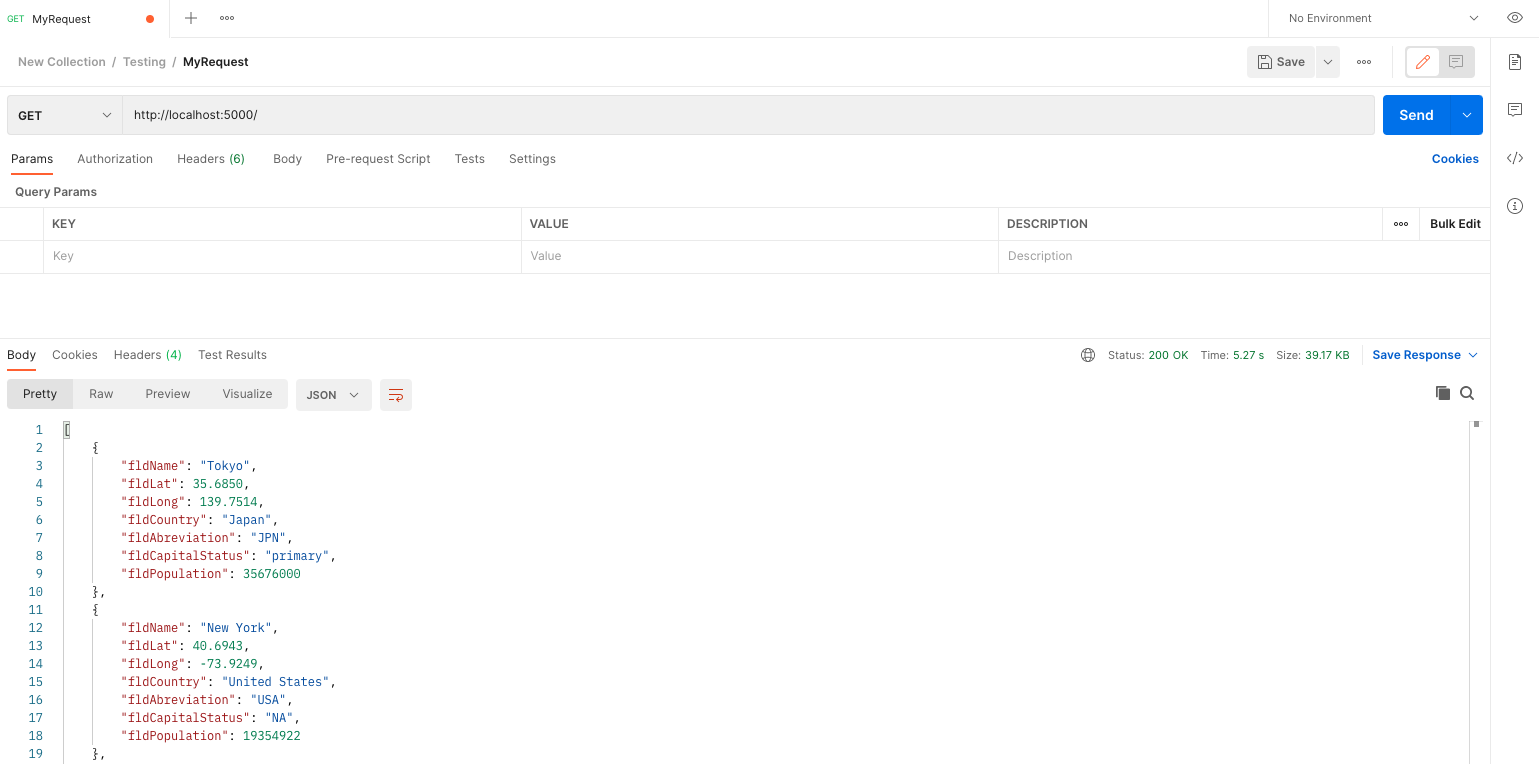 GET MyRequest
No Environment
New Collection / Testing / MyRequest
Save
GET http://localhost:5000/ Send
Params Authorization Headers (6) Body Pre-request Script Tests Settings Cookies
Query Params
KEY VALUE DESCRIPTION Bulk Edit
Key Value Description
Body Cookies Headers (4) Test Results Status: 200 OK Time: 5.27 s Size: 39.17 KB Save Response
Pretty Raw Preview Visualize JSON
1 [
2 {
3 "fldName": "Tokyo",
4 "fldLat": 35.6850,
5 "fldLong": 139.7514,
6 "fldCountry": "Japan",
7 "fldAbreviation": "JPN",
8 "fldCapitalStatus": "primary",
9 "fldPopulation": 35676000
10 },
11 {
12 "fldName": "New York",
13 "fldLat": 40.6943,
14 "fldLong": -73.9249,
15 "fldCountry": "United States",
16 "fldAbreviation": "USA",
17 "fldCapitalStatus": "NA",
18 "fldPopulation": 19354922
19 },